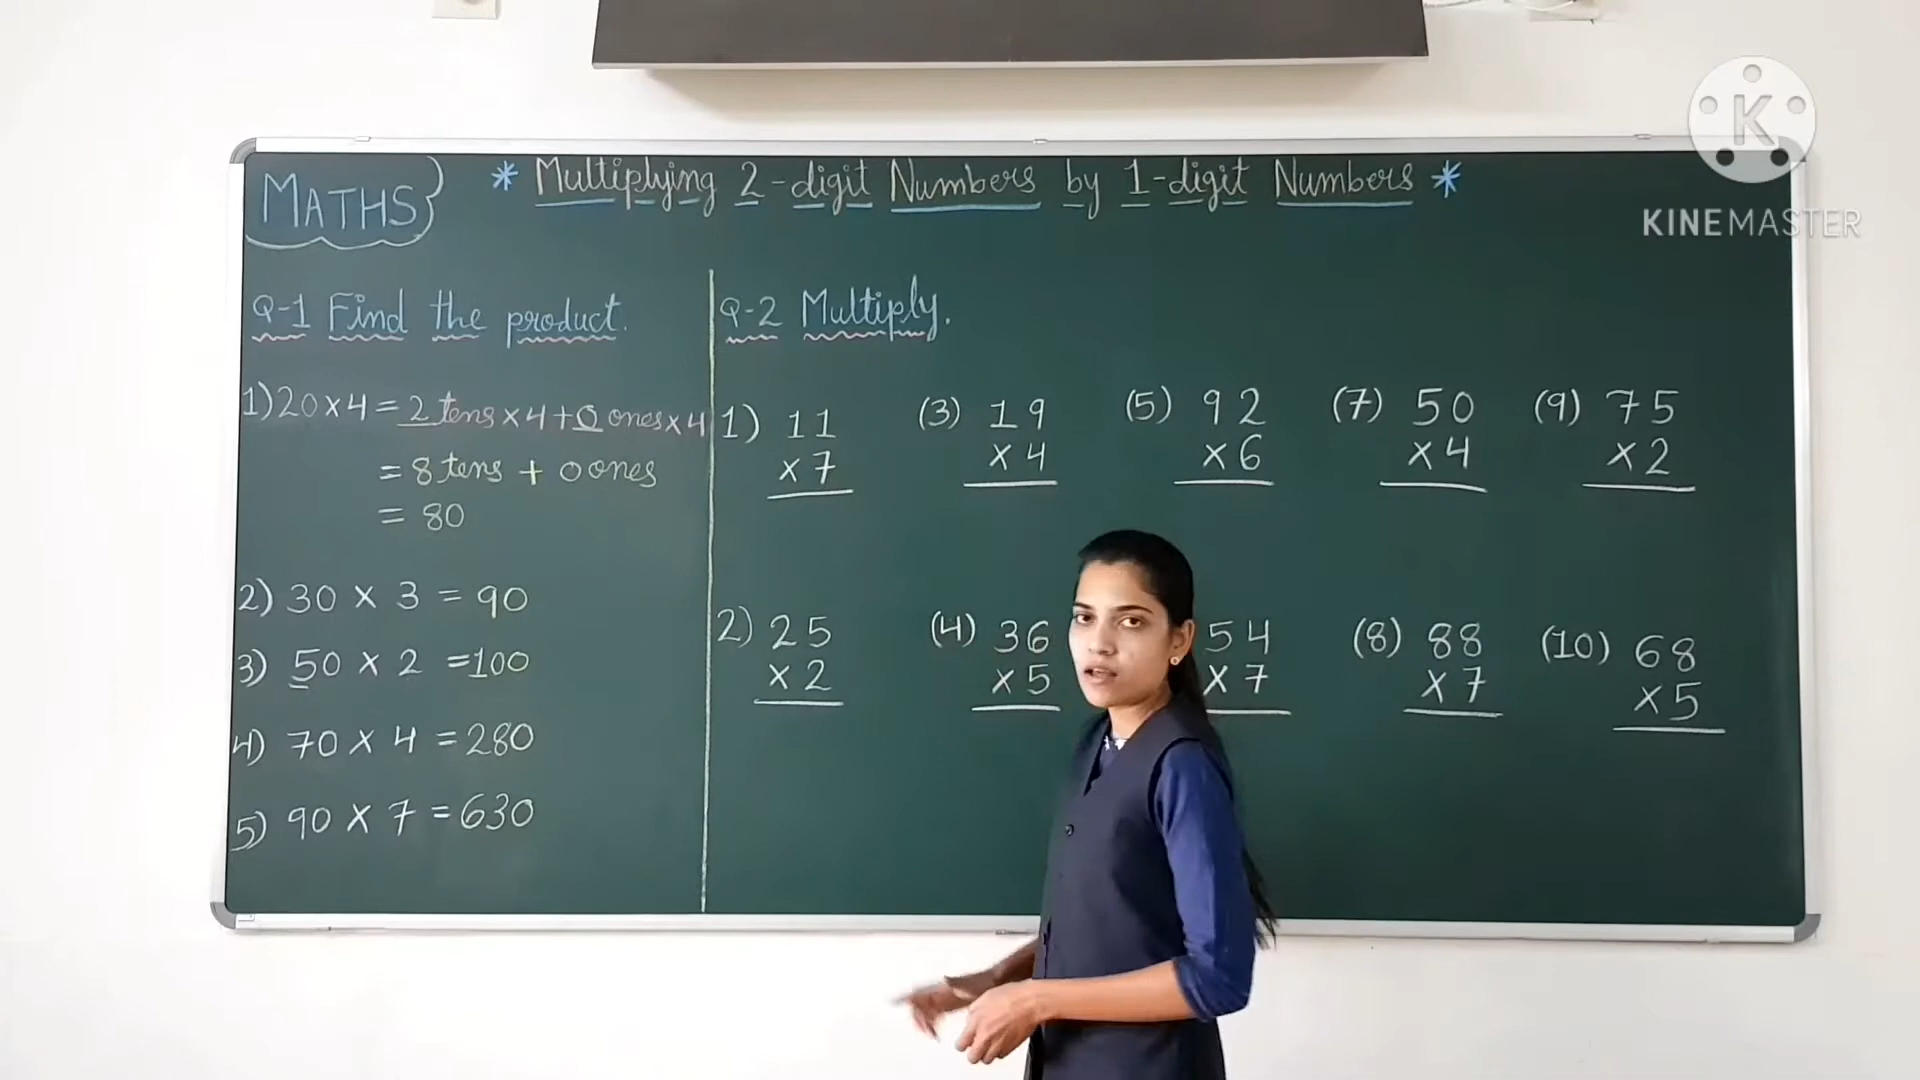 MATHS
* Multiplying 2-digit Numbers by 1-digit Numbers *
Q-1 Find the product.
1) 20 x 4 = 2 tens x 4 + 0 ones x 4
= 8 tens + 0 ones
= 80
2) 30 x 3 = 90
3) 50 x 2 = 100
4) 70 x 4 = 280
5) 90 x 7 = 630
Q-2 Multiply.
1) 11 (3) 19 (5) 92 (7) 50 (9) 75
x 7 x 4 x 6 x 4 x 2
2) 25 (4) 36 54 (8) 88 (10) 68
x 2 x 5 x 7 x 7 x 5
K
KINEMASTER